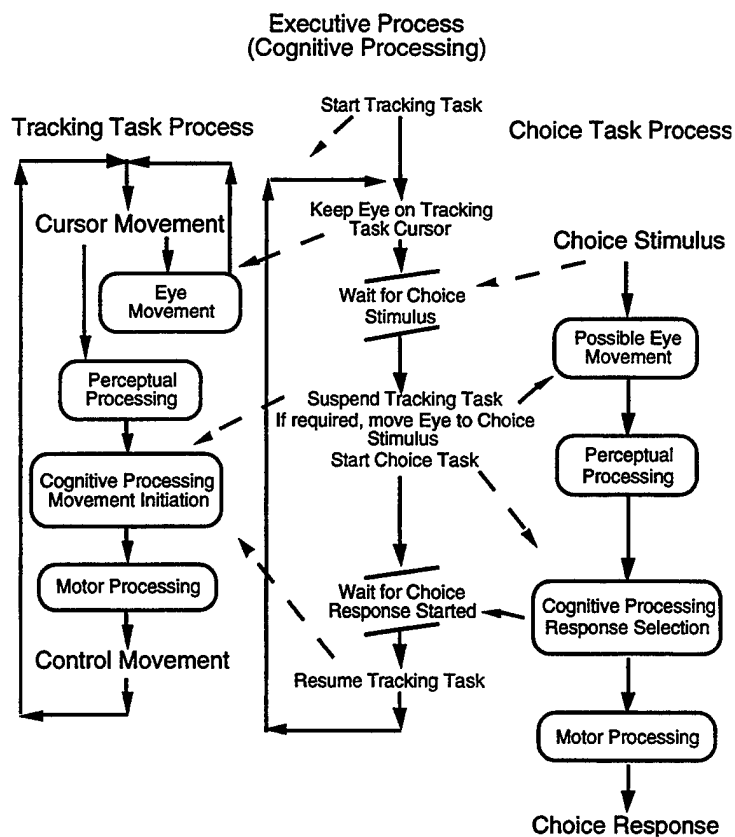 Executive Process
(Cognitive Processing)
Start Tracking Task
Tracking Task Process
Choice Task Process
Cursor Movement
Keep Eye on Tracking
Task Cursor
Choice Stimulus
Eye
Movement
Wait for Choice
Stimulus
Possible Eye
Movement
Perceptual
Processing
Suspend Tracking Task
If required, move Eye to Choice
Stimulus
Start Choice Task
Perceptual
Processing
Cognitive Processing
Movement Initiation
Motor Processing
Wait for Choice
Response Started
Cognitive Processing
Response Selection
Control Movement
Resume Tracking Task
Motor Processing
Choice Response